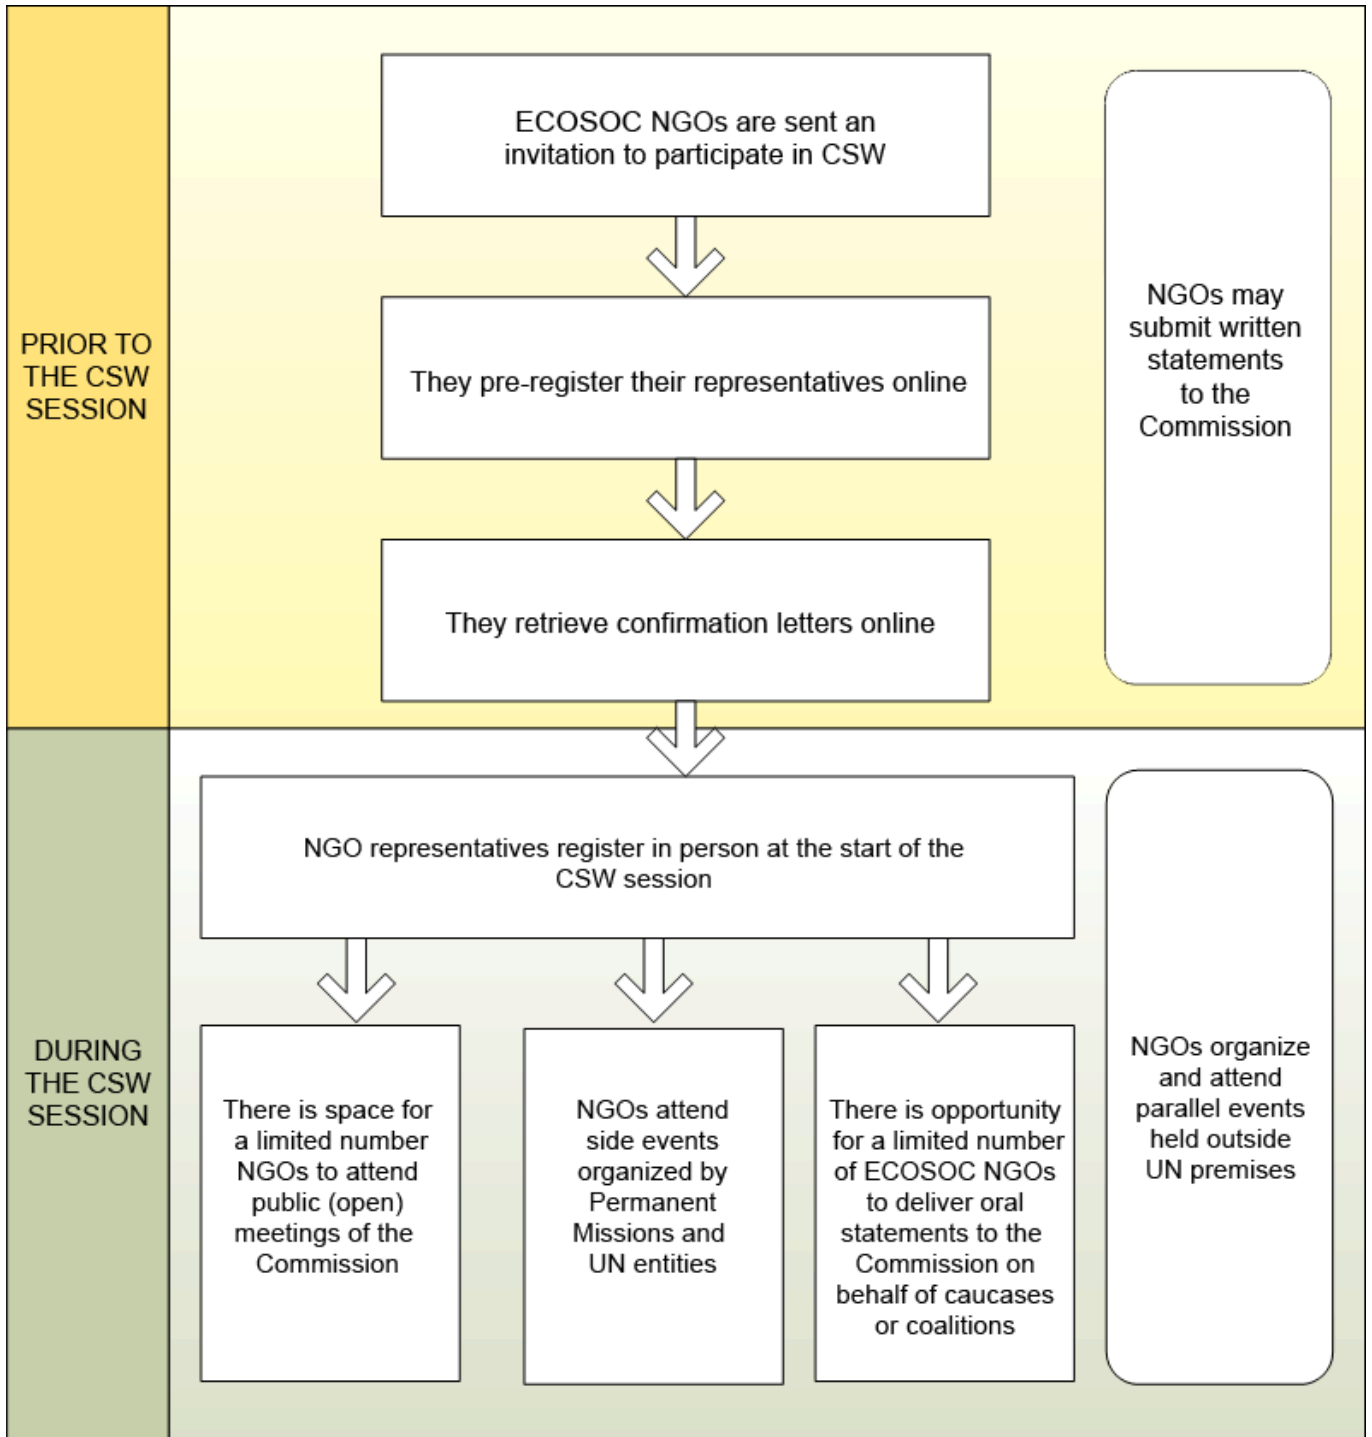 PRIOR TO
THE CSW
SESSION
ECOSOC NGOs are sent an
invitation to participate in CSW
They pre-register their representatives online
They retrieve confirmation letters online
NGOs may
submit written
statements
to the
Commission
DURING
THE CSW
SESSION
NGO representatives register in person at the start of the
CSW session
There is space for
a limited number
NGOs to attend
public (open)
meetings of the
Commission
NGOs attend
side events
organized by
Permanent
Missions and
UN entities
There is opportunity
for a limited number
of ECOSOC NGOs
to deliver oral
statements to the
Commission on
behalf of caucases
or coalitions
NGOs organize
and attend
parallel events
held outside
UN premises